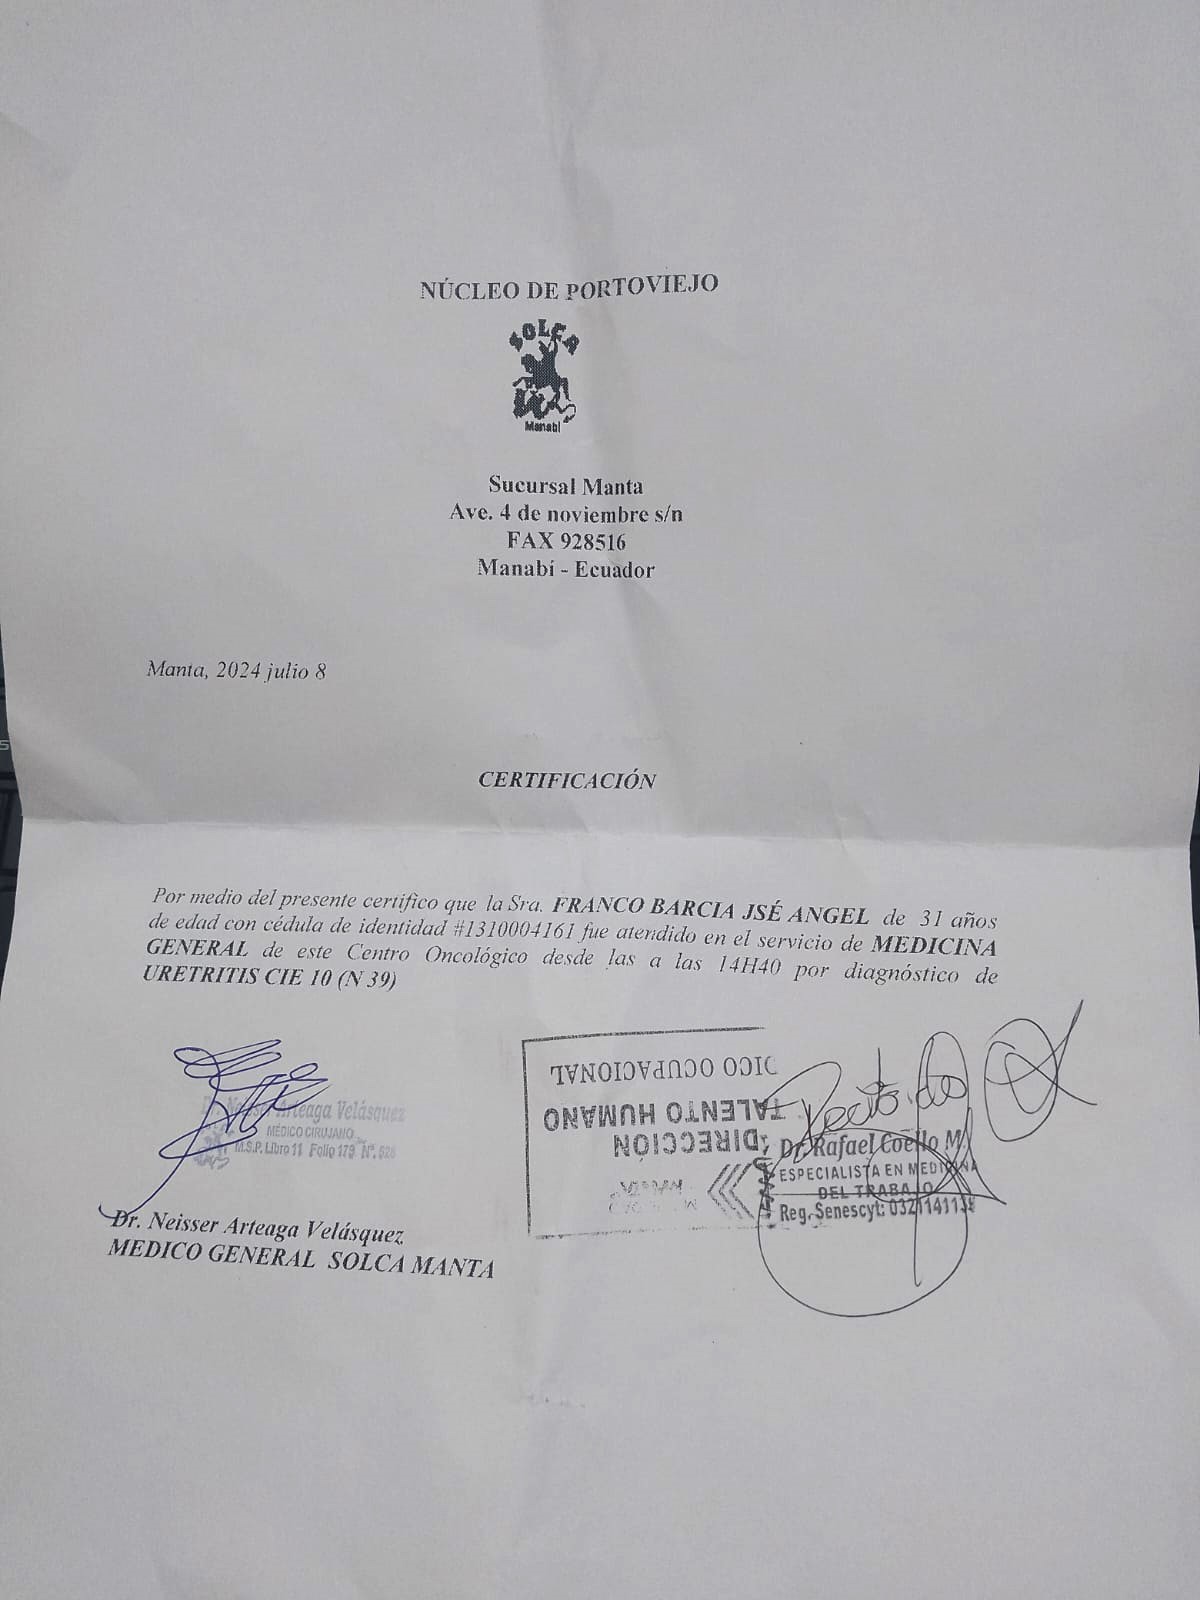 NÚCLEO DE PORTOVIEJO
SOLCA
Manabí
Sucursal Manta
Ave. 4 de noviembre s/n
FAX 928516
Manabí - Ecuador
Manta, 2024 julio 8
CERTIFICACIÓN
Por medio del presente certifico que la Sra. FRANCO BARCIA JSÉ ANGEL de 31 años
de edad con cédula de identidad #1310004161 fue atendido en el servicio de MEDICINA
GENERAL de este Centro Oncológico desde las a las 14H40 por diagnóstico de
URETRITIS CIE 10 (N 39)
Dr. Neisser Arteaga Velásquez
MÉDICO CIRUJANO
M.S.P. Libro 11 Folio 179 Nº. 528
Dr. Neisser Arteaga Velásquez
MEDICO GENERAL SOLCA MANTA
DICO OCUPACIONAL
TALENTO HUMANO
DIRECCIÓN
MANTA
Dr. Rafael Coello M.
ESPECIALISTA EN MEDICINA
DEL TRABAJO
Reg. Senescyt: 0321141139